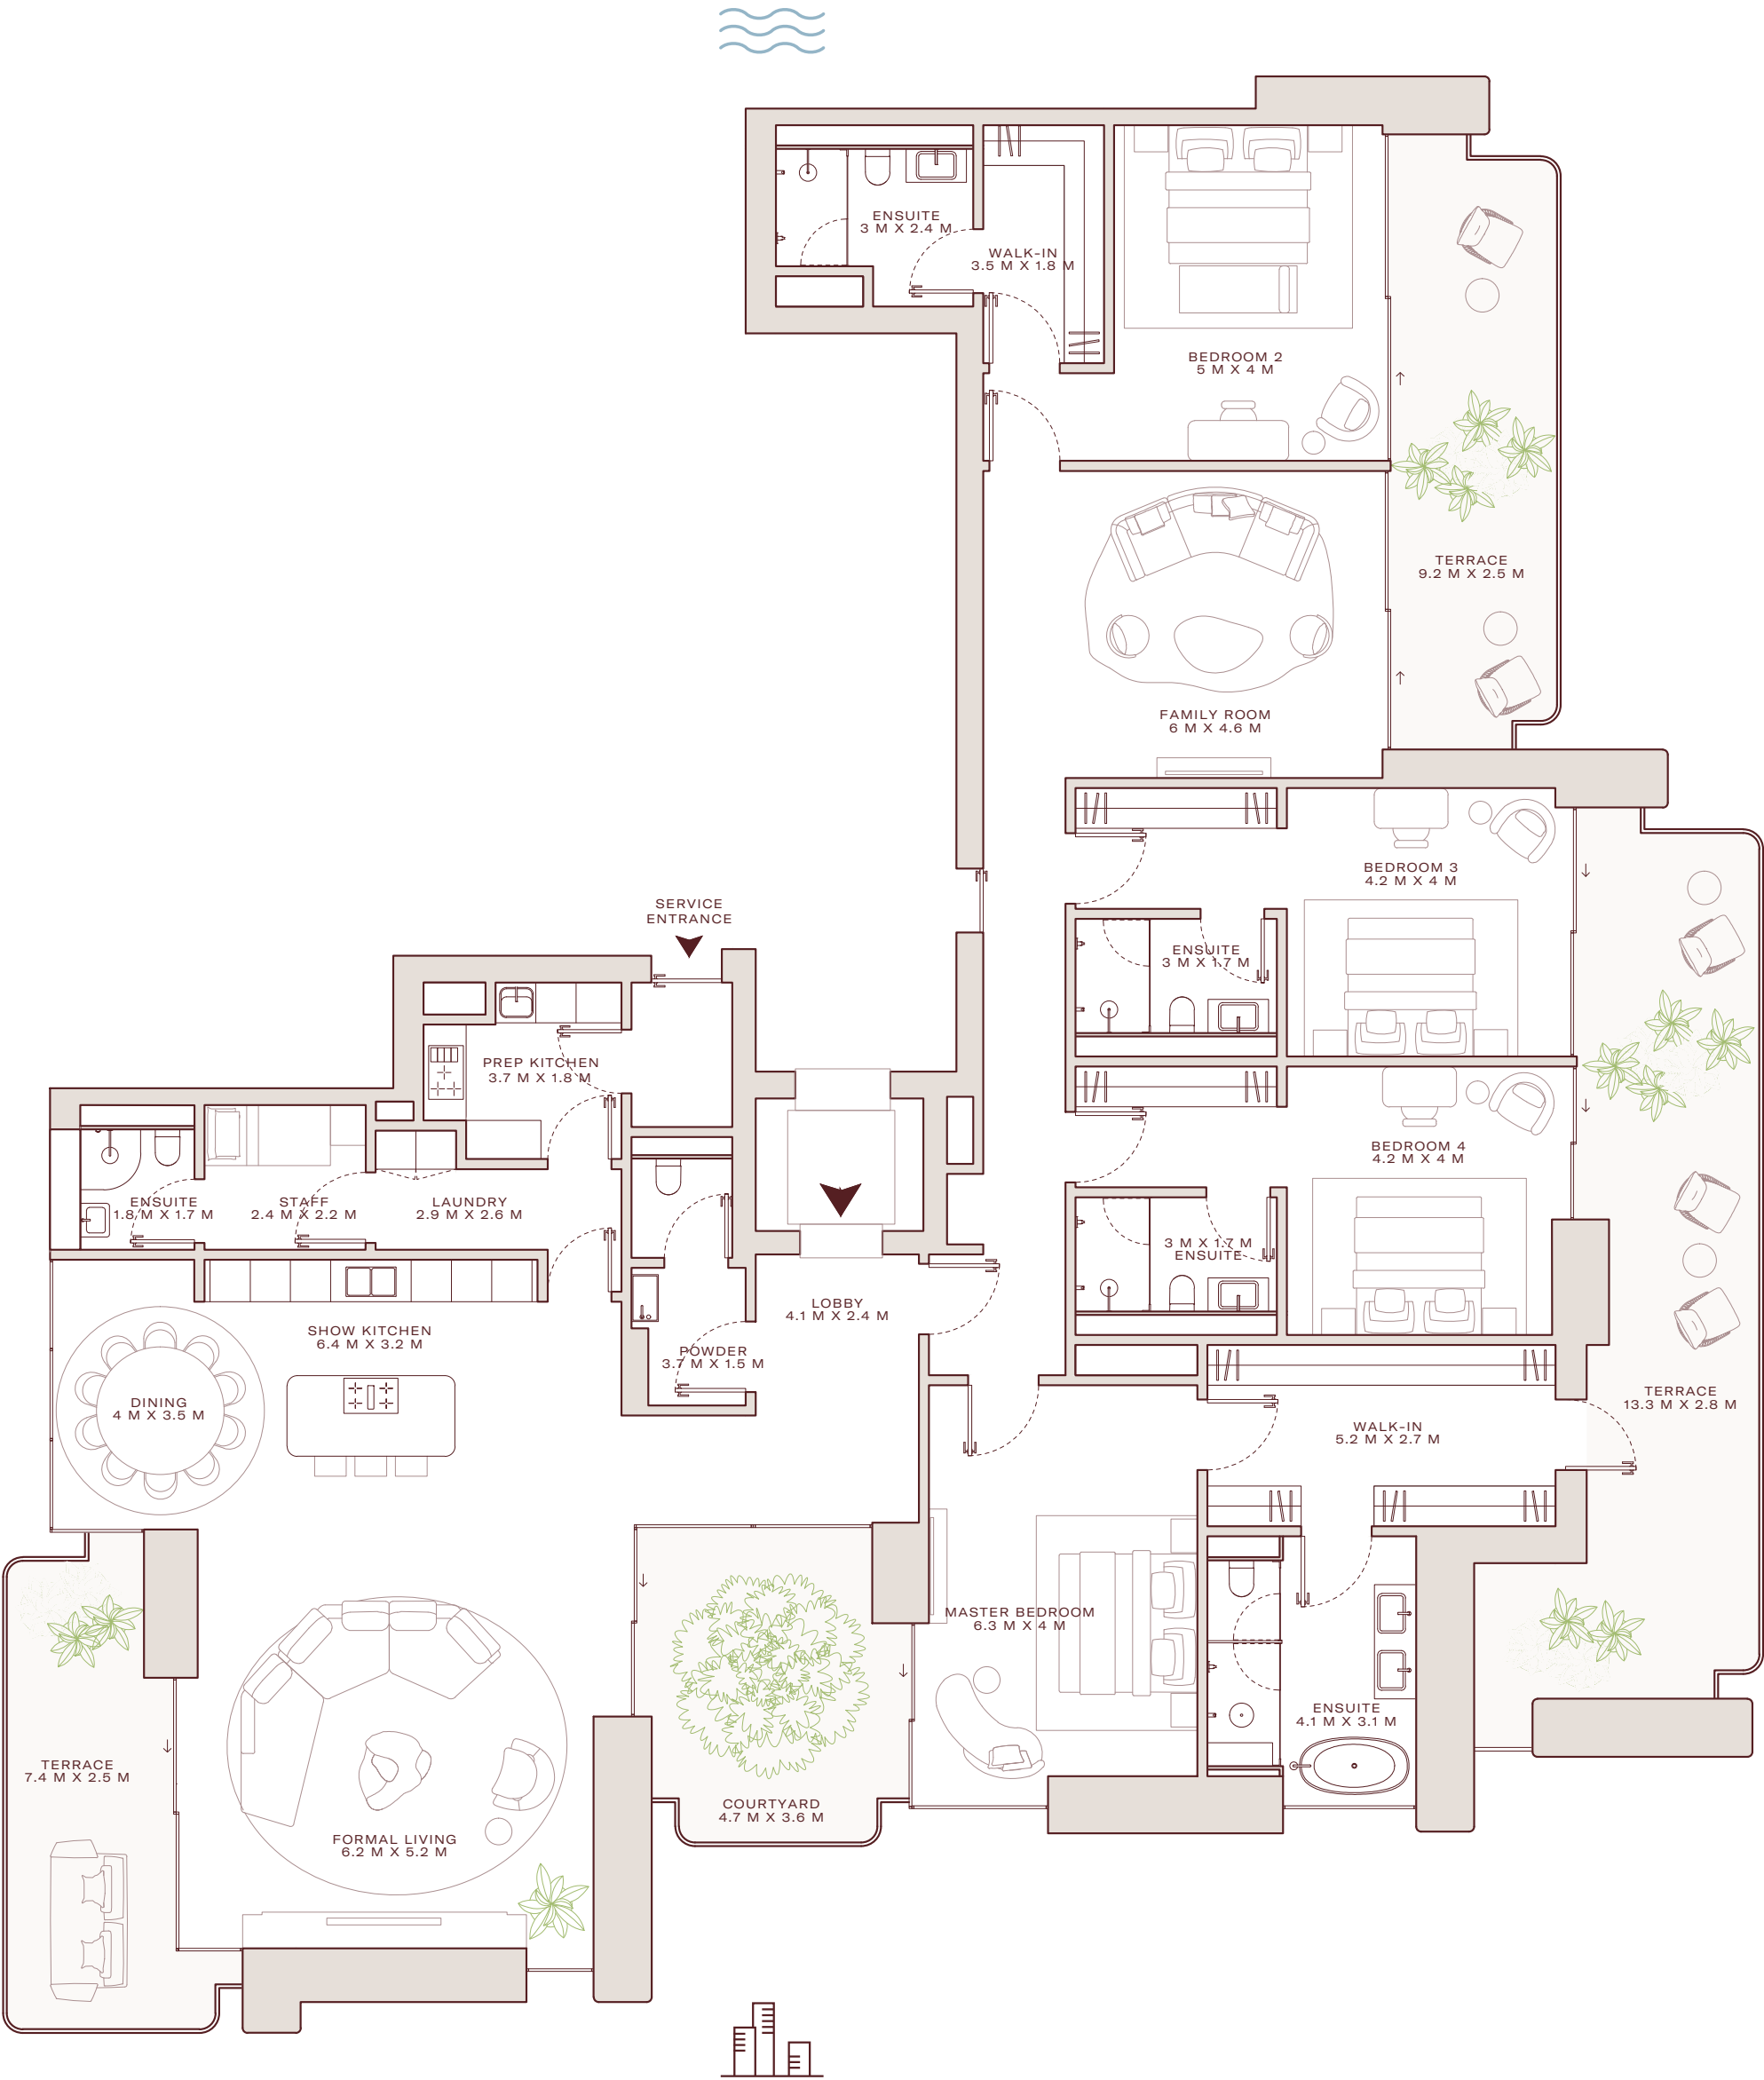 ENSUITE
3 M X 2.4 M
WALK-IN
3.5 M X 1.8 M
BEDROOM 2
5 M X 4 M
TERRACE
9.2 M X 2.5 M
FAMILY ROOM
6 M X 4.6 M
BEDROOM 3
4.2 M X 4 M
SERVICE
ENTRANCE
ENSUITE
3 M X 1.7 M
PREP KITCHEN
3.7 M X 1.8 M
BEDROOM 4
4.2 M X 4 M
ENSUITE
1.8 M X 1.7 M
STAFF
2.4 M X 2.2 M
LAUNDRY
2.9 M X 2.6 M
3 M X 1.7 M
ENSUITE
LOBBY
4.1 M X 2.4 M
SHOW KITCHEN
6.4 M X 3.2 M
POWDER
3.7 M X 1.5 M
DINING
4 M X 3.5 M
TERRACE
13.3 M X 2.8 M
WALK-IN
5.2 M X 2.7 M
MASTER BEDROOM
6.3 M X 4 M
ENSUITE
4.1 M X 3.1 M
TERRACE
7.4 M X 2.5 M
COURTYARD
4.7 M X 3.6 M
FORMAL LIVING
6.2 M X 5.2 M